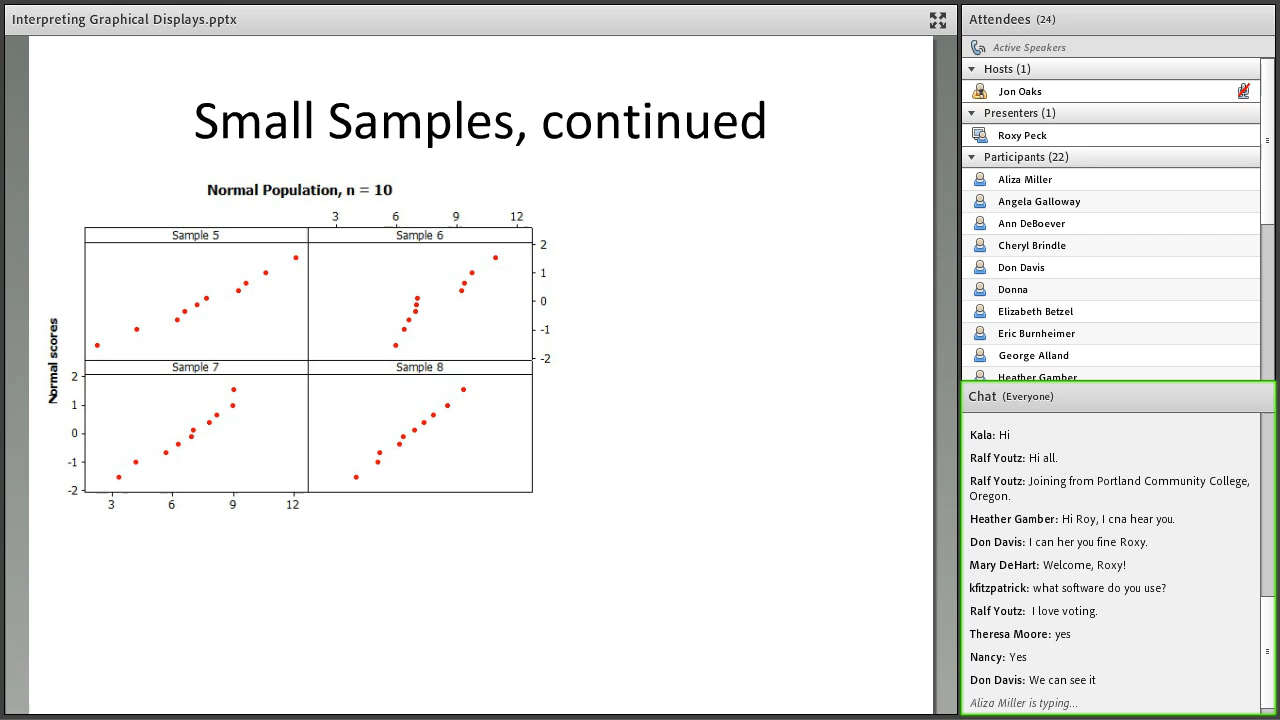 Interpreting Graphical Displays.pptx
Small Samples, continued
Normal Population, n = 10
3 6 9 12
Sample 5 Sample 6
2
1
0
-1
-2
Normal scores
Sample 7 Sample 8
2
1
0
-1
-2
3 6 9 12
Attendees (24)
Active Speakers
Hosts (1)
Jon Oaks
Presenters (1)
Roxy Peck
Participants (22)
Aliza Miller
Angela Galloway
Ann DeBoever
Cheryl Brindle
Don Davis
Donna
Elizabeth Betzel
Eric Burnheimer
George Alland
Heather Gamber
Chat (Everyone)
Kala: Hi
Ralf Youtz: Hi all.
Ralf Youtz: Joining from Portland Community College,
Oregon.
Heather Gamber: Hi Roy, I cna hear you.
Don Davis: I can her you fine Roxy.
Mary DeHart: Welcome, Roxy!
kfitzpatrick: what software do you use?
Ralf Youtz: I love voting.
Theresa Moore: yes
Nancy: Yes
Don Davis: We can see it
Aliza Miller is typing...